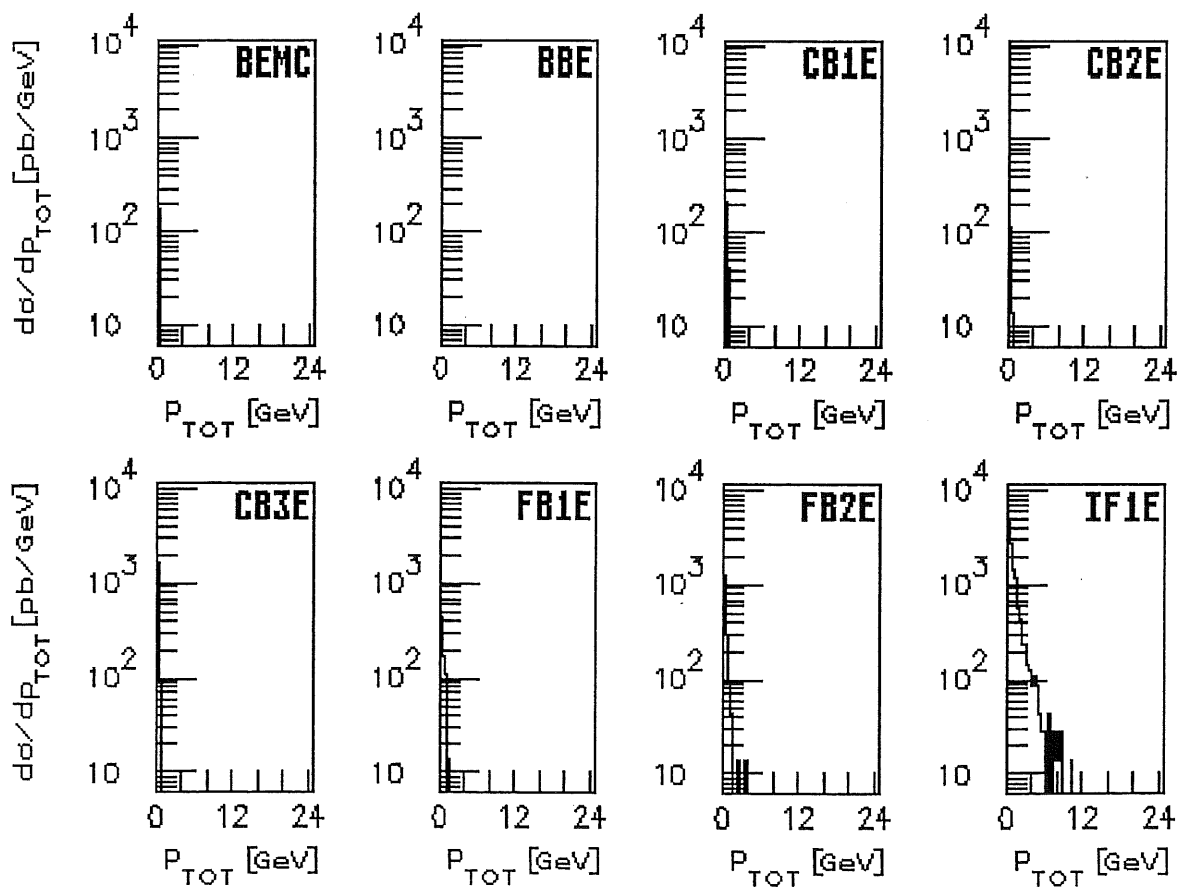 dσ/dP_TOT [pb/GeV]
10^4 10^3 10^2 10
BEMC
0 12 24
P_TOT [GeV]
10^4 10^3 10^2 10
BBE
0 12 24
P_TOT [GeV]
10^4 10^3 10^2 10
CB1E
0 12 24
P_TOT [GeV]
10^4 10^3 10^2 10
CB2E
0 12 24
P_TOT [GeV]
dσ/dP_TOT [pb/GeV]
10^4 10^3 10^2 10
CB3E
0 12 24
P_TOT [GeV]
10^4 10^3 10^2 10
FB1E
0 12 24
P_TOT [GeV]
10^4 10^3 10^2 10
FB2E
0 12 24
P_TOT [GeV]
10^4 10^3 10^2 10
IF1E
0 12 24
P_TOT [GeV]